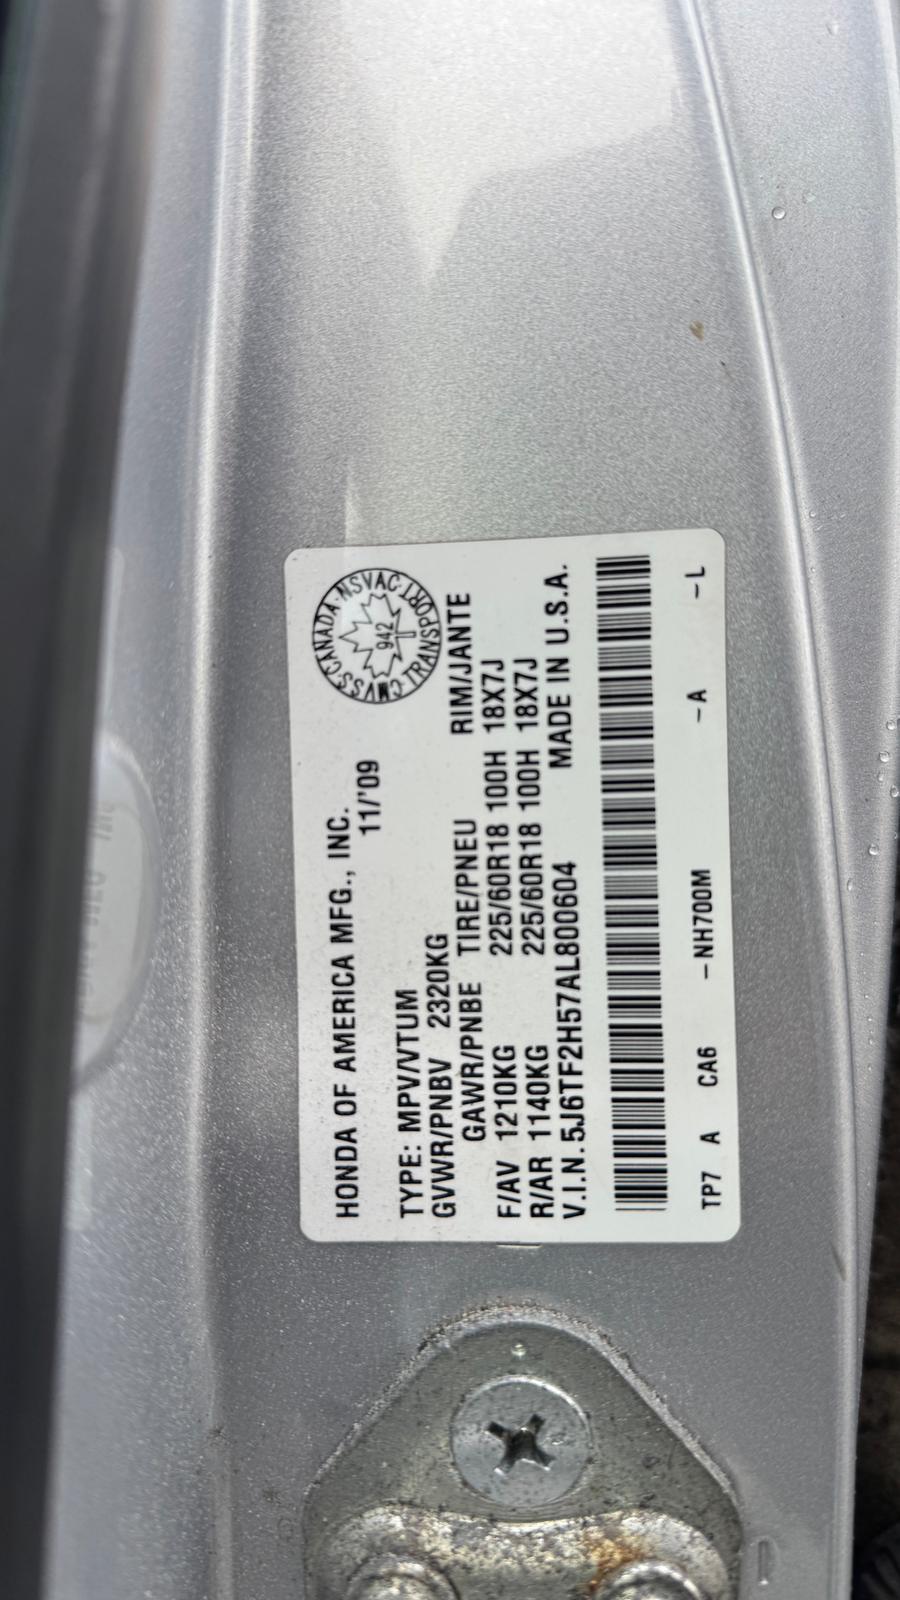 HONDA OF AMERICA MFG., INC.
11/'09
CMVSS·CANADA·NSVAC·TRANSPORT
942
TYPE: MPV/VTUM
GVWR/PNBV 2320KG
GAWR/PNBE TIRE/PNEU RIM/JANTE
F/AV 1210KG 225/60R18 100H 18X7J
R/AR 1140KG 225/60R18 100H 18X7J
V.I.N. 5J6TF2H57AL800604 MADE IN U.S.A.
TP7 A CA6 -NH700M -A -L